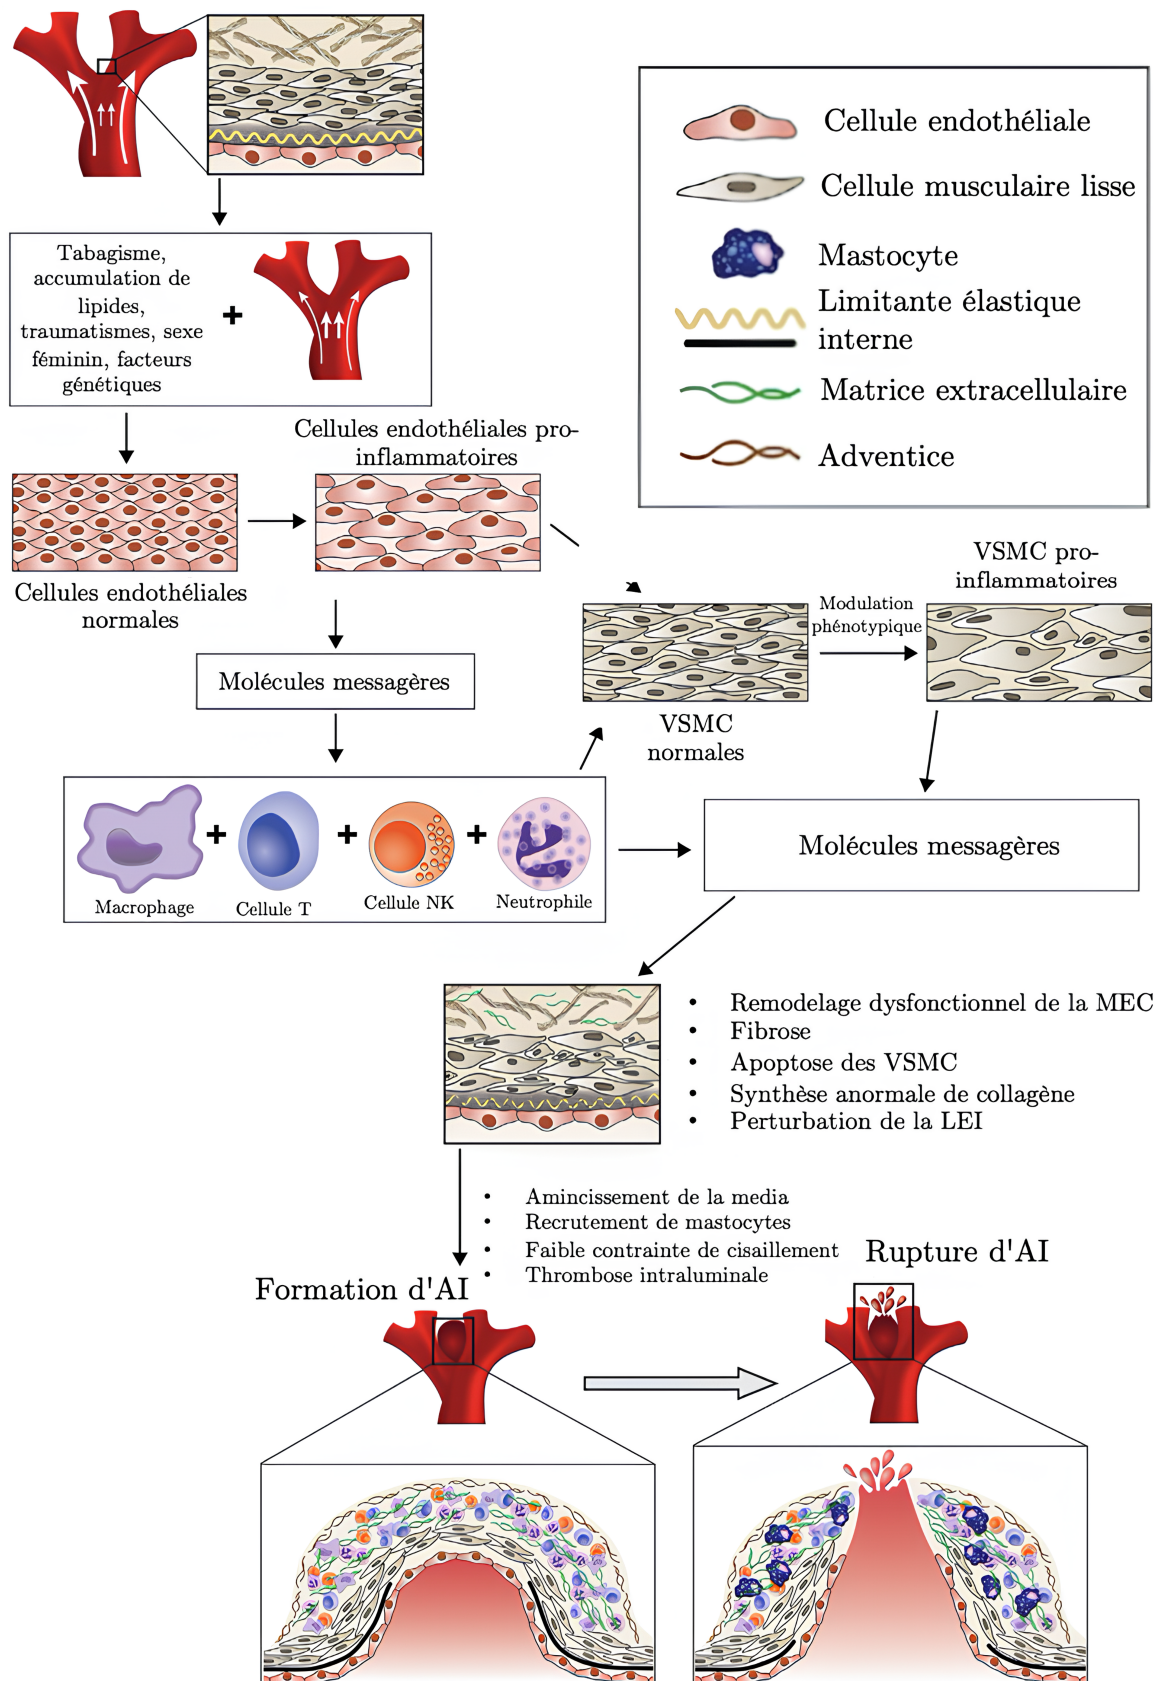 Cellule endothéliale
Cellule musculaire lisse
Mastocyte
Limitante élastique
interne
Matrice extracellulaire
Adventice
Tabagisme,
accumulation de
lipides,
traumatismes, sexe
féminin, facteurs
génétiques
+
Cellules endothéliales pro-
inflammatoires
Cellules endothéliales
normales
VSMC pro-
inflammatoires
Modulation
phénotypique
VSMC
normales
Molécules messagères
+ + +
Macrophage
Cellule T
Cellule NK
Neutrophile
Molécules messagères
• Remodelage dysfonctionnel de la MEC
• Fibrose
• Apoptose des VSMC
• Synthèse anormale de collagène
• Perturbation de la LEI
• Amincissement de la media
• Recrutement de mastocytes
• Faible contrainte de cisaillement
• Thrombose intraluminale
Formation d'AI
Rupture d'AI